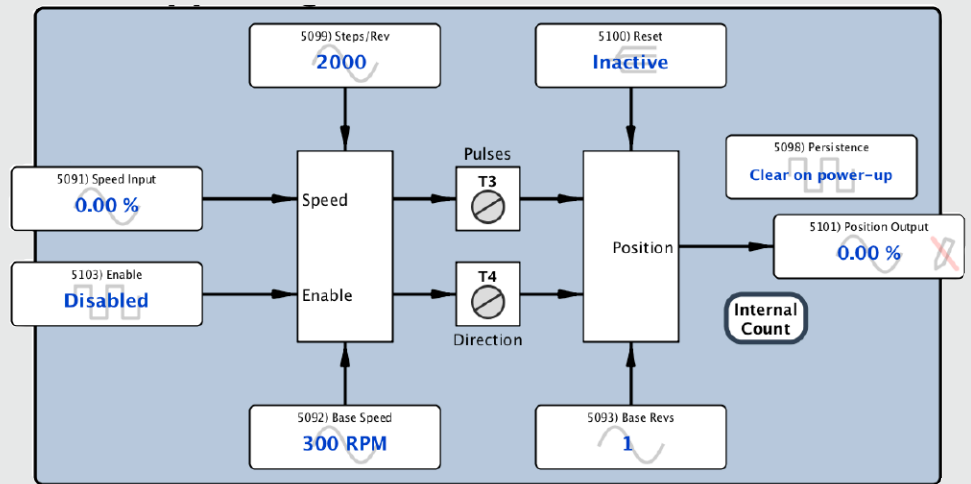 5099) Steps/Rev
2000
5100) Reset
Inactive
5098) Persistence
Clear on power-up
Pulses
T3
5091) Speed Input
0.00 %
Speed
5101) Position Output
0.00 %
Position
5103) Enable
Disabled
Enable
T4
Direction
Internal
Count
5092) Base Speed
300 RPM
5093) Base Revs
1